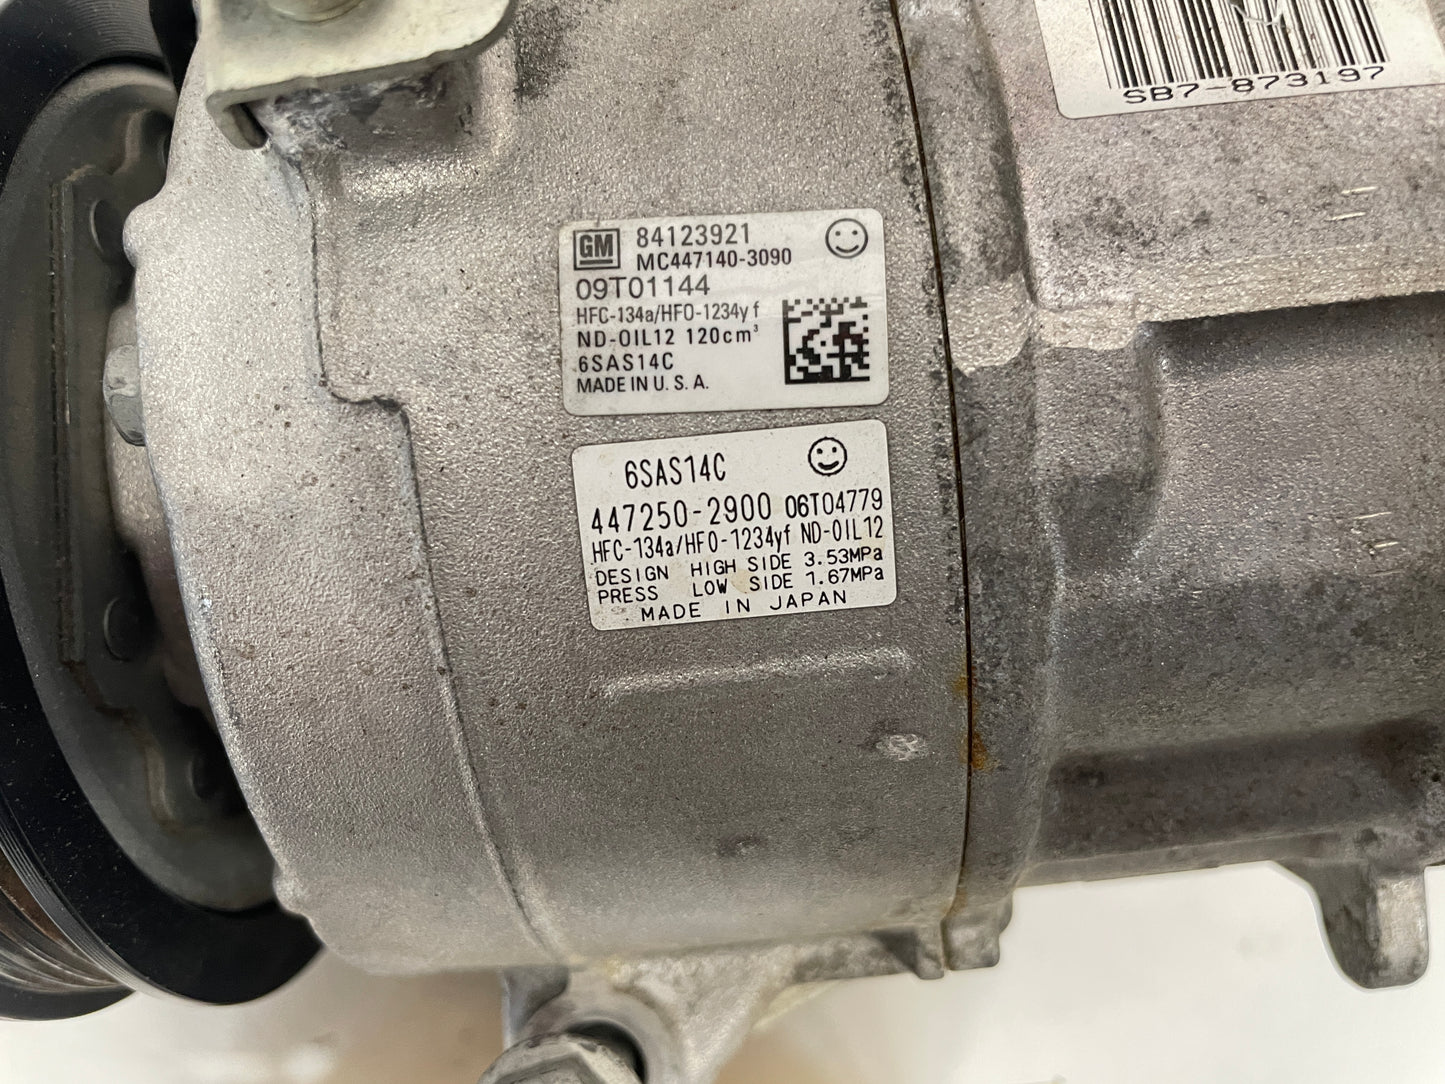 SB7-873197
GM 84123921
MC447140-3090
09T01144
HFC-134a/HFO-1234yf
ND-OIL12 120cm³
6SAS14C
MADE IN U. S. A.
6SAS14C
447250-2900 06T04779
HFC-134a/HFO-1234yf ND-OIL12
DESIGN HIGH SIDE 3.53MPa
PRESS LOW SIDE 1.67MPa
MADE IN JAPAN